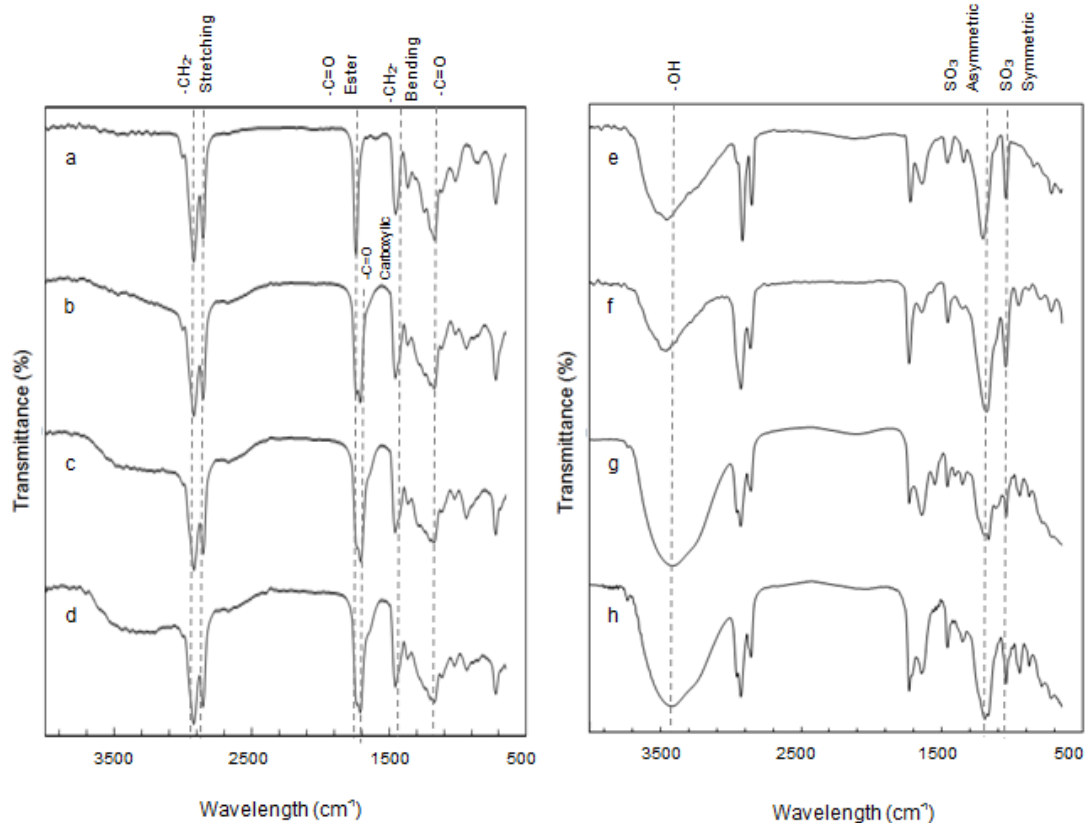 -CH2-
Stretching
-C=O
Ester
-CH2-
Bending
-C=O
a
-C=O
Carboxylic
b
c
d
Transmittance (%)
3500
2500
1500
500
Wavelength (cm-1)
-OH
SO3
Asymmetric
SO3
Symmetric
e
f
g
h
Transmittance (%)
3500
2500
1500
500
Wavelength (cm-1)